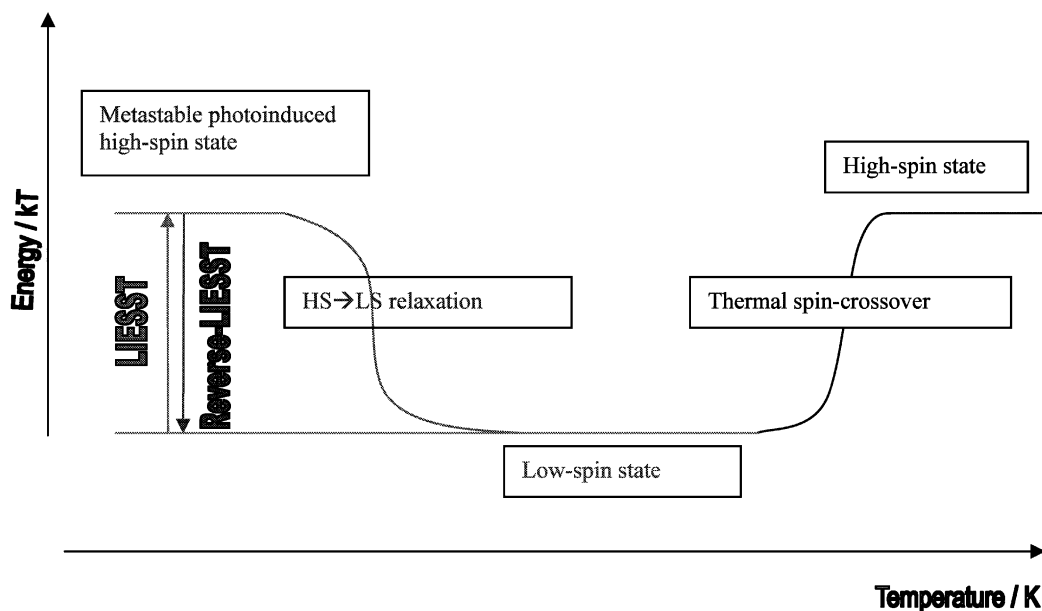 Metastable photoinduced
high-spin state
High-spin state
Energy / kT
LIESST
Reverse-LIESST
HS→LS relaxation
Thermal spin-crossover
Low-spin state
Temperature / K